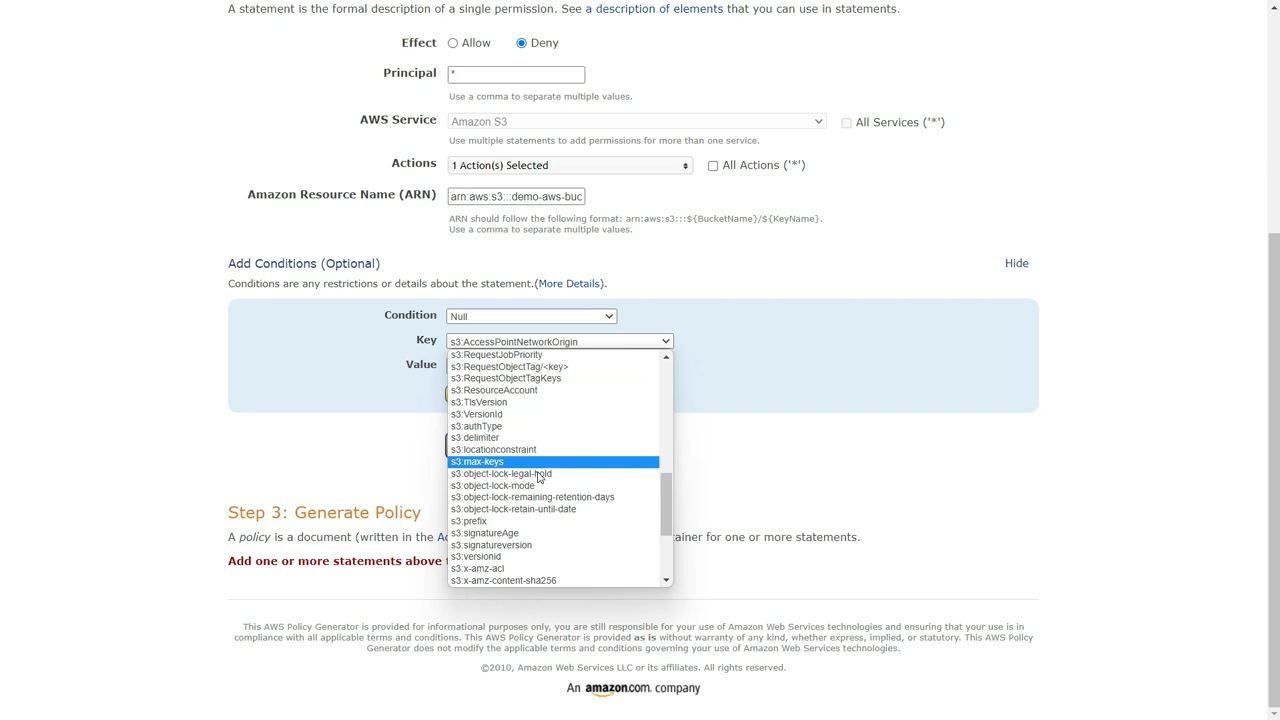 A statement is the formal description of a single permission. See a description of elements that you can use in statements.
Effect Allow Deny
Principal *
Use a comma to separate multiple values.
AWS Service Amazon S3 All Services ('*')
Use multiple statements to add permissions for more than one service.
Actions 1 Action(s) Selected All Actions ('*')
Amazon Resource Name (ARN) arn:aws:s3:::demo-aws-buc
ARN should follow the following format: arn:aws:s3:::${BucketName}/${KeyName}.
Use a comma to separate multiple values.
Add Conditions (Optional) Hide
Conditions are any restrictions or details about the statement.(More Details).
Condition Null
Key s3:AccessPointNetworkOrigin
Value
s3:RequestJobPriority
s3:RequestObjectTag/<key>
s3:RequestObjectTagKeys
s3:ResourceAccount
s3:TlsVersion
s3:VersionId
s3:authType
s3:delimiter
s3:locationconstraint
s3:max-keys
s3:object-lock-legal-hold
s3:object-lock-mode
s3:object-lock-remaining-retention-days
s3:object-lock-retain-until-date
s3:prefix
s3:signatureAge
s3:signatureversion
s3:versionid
s3:x-amz-acl
s3:x-amz-content-sha256
Step 3: Generate Policy
A policy is a document (written in the A tainer for one or more statements.
Add one or more statements above
This AWS Policy Generator is provided for informational purposes only, you are still responsible for your use of Amazon Web Services technologies and ensuring that your use is in
compliance with all applicable terms and conditions. This AWS Policy Generator is provided as is without warranty of any kind, whether express, implied, or statutory. This AWS Policy
Generator does not modify the applicable terms and conditions governing your use of Amazon Web Services technologies.
©2010, Amazon Web Services LLC or its affiliates. All rights reserved.
An amazon.com company